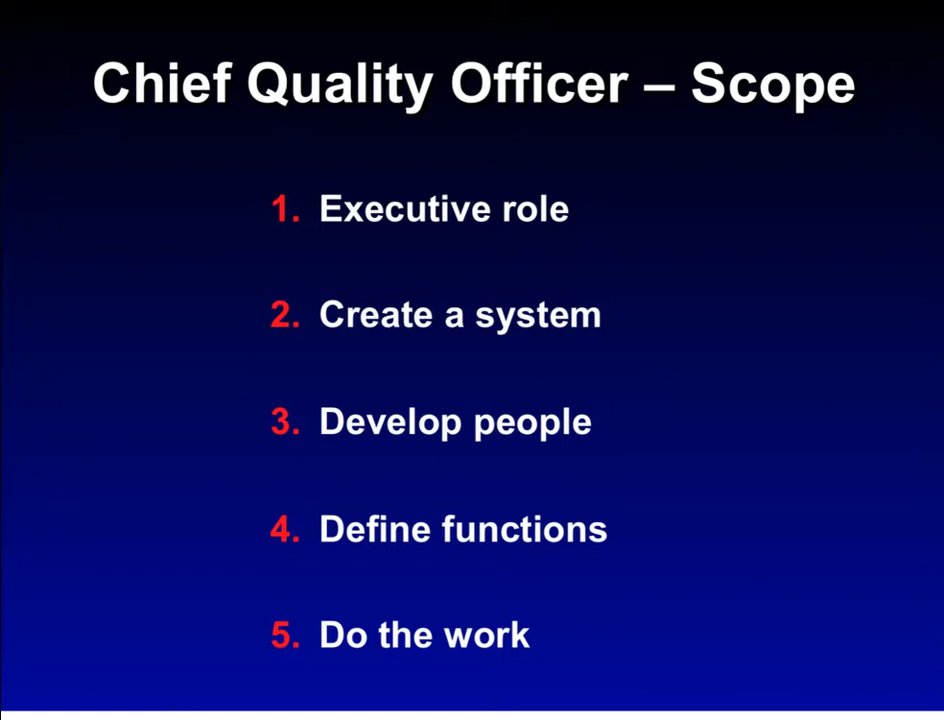 Chief Quality Officer – Scope
1. Executive role
2. Create a system
3. Develop people
4. Define functions
5. Do the work